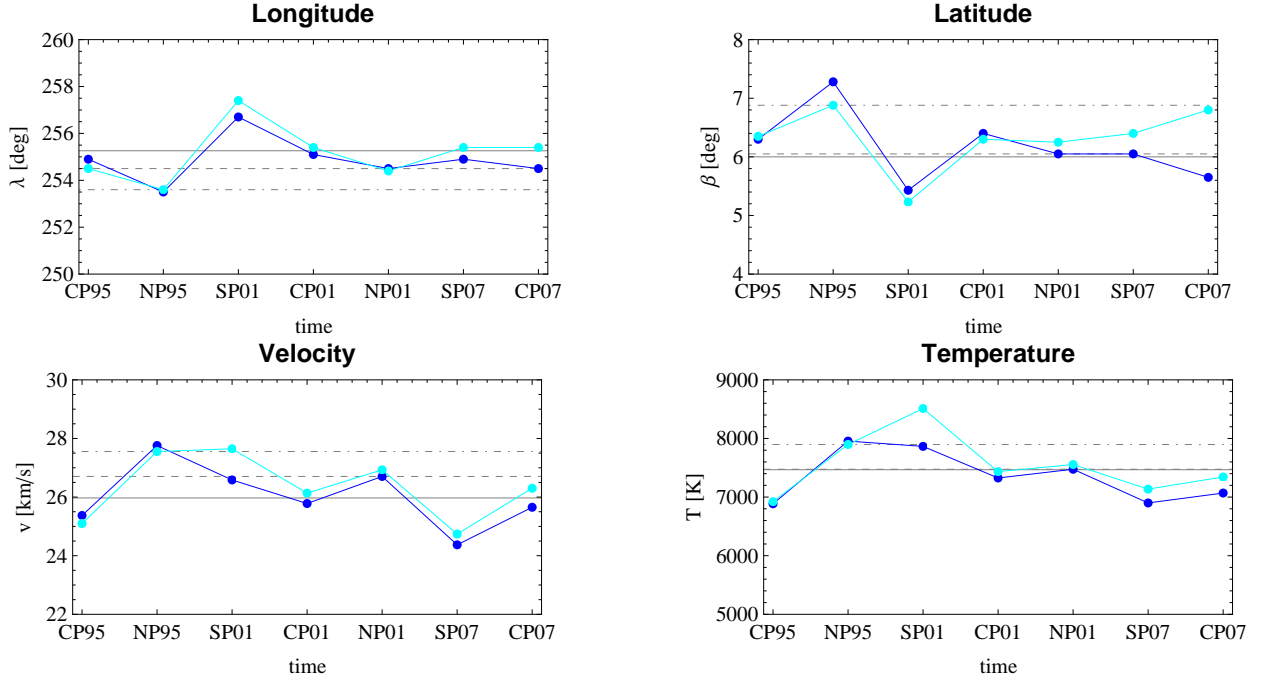 Longitude
260
258
256
254
252
250
λ [deg]
CP95 NP95 SP01 CP01 NP01 SP07 CP07
time
Latitude
8
7
6
5
4
β [deg]
CP95 NP95 SP01 CP01 NP01 SP07 CP07
time
Velocity
30
28
26
24
22
v [km/s]
CP95 NP95 SP01 CP01 NP01 SP07 CP07
time
Temperature
9000
8000
7000
6000
5000
T [K]
CP95 NP95 SP01 CP01 NP01 SP07 CP07
time